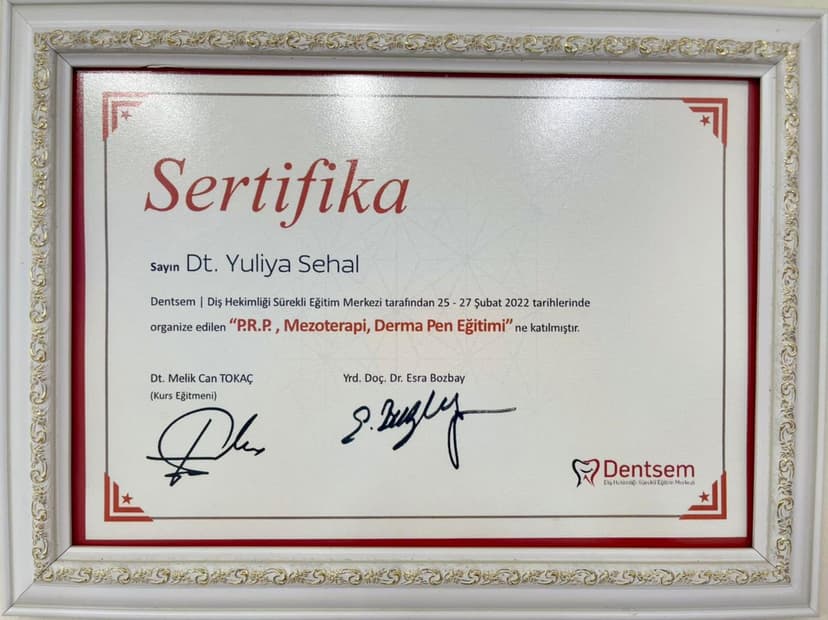 Sertifika
Sayın Dt. Yuliya Sehal
Dentsem | Diş Hekimliği Sürekli Eğitim Merkezi tarafından 25 - 27 Şubat 2022 tarihlerinde
organize edilen “P.R.P. , Mezoterapi, Derma Pen Eğitimi” ne katılmıştır.
Dt. Melik Can TOKAÇ
(Kurs Eğitmeni)
Yrd. Doç. Dr. Esra Bozbay
Dentsem
Diş Hekimliği Sürekli Eğitim Merkezi